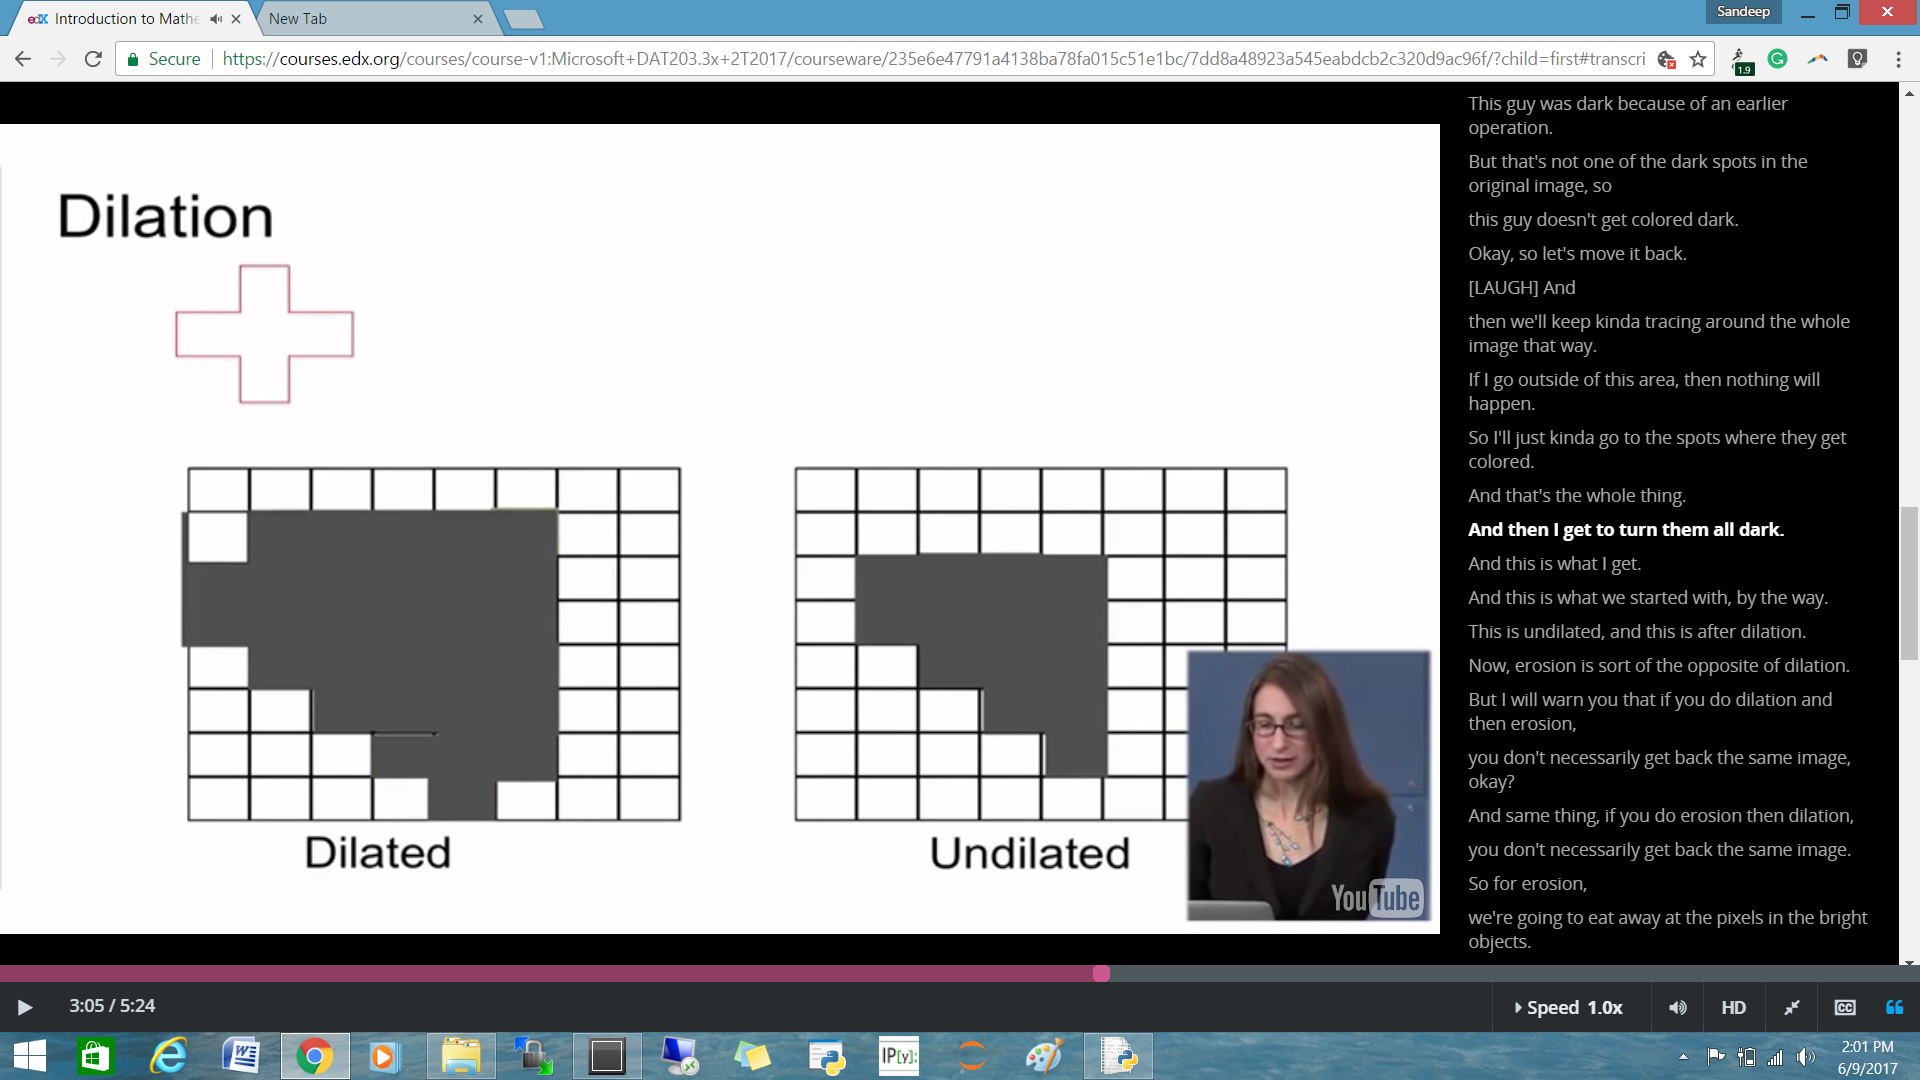 edX Introduction to Mathe
New Tab
Sandeep
Secure
https://courses.edx.org/courses/course-v1:Microsoft+DAT203.3x+2T2017/courseware/235e6e47791a4138ba78fa015c51e1bc/7dd8a48923a545eabdcb2c320d9ac96f/?child=first#transcri
1.9
Dilation
Dilated
Undilated
YouTube
This guy was dark because of an earlier
operation.
But that's not one of the dark spots in the
original image, so
this guy doesn't get colored dark.
Okay, so let's move it back.
[LAUGH] And
then we'll keep kinda tracing around the whole
image that way.
If I go outside of this area, then nothing will
happen.
So I'll just kinda go to the spots where they get
colored.
And that's the whole thing.
And then I get to turn them all dark.
And this is what I get.
And this is what we started with, by the way.
This is undilated, and this is after dilation.
Now, erosion is sort of the opposite of dilation.
But I will warn you that if you do dilation and
then erosion,
you don't necessarily get back the same image,
okay?
And same thing, if you do erosion then dilation,
you don't necessarily get back the same image.
So for erosion,
we're going to eat away at the pixels in the bright
objects.
3:05 / 5:24
Speed 1.0x
HD
CC
IP[y]:
2:01 PM
6/9/2017